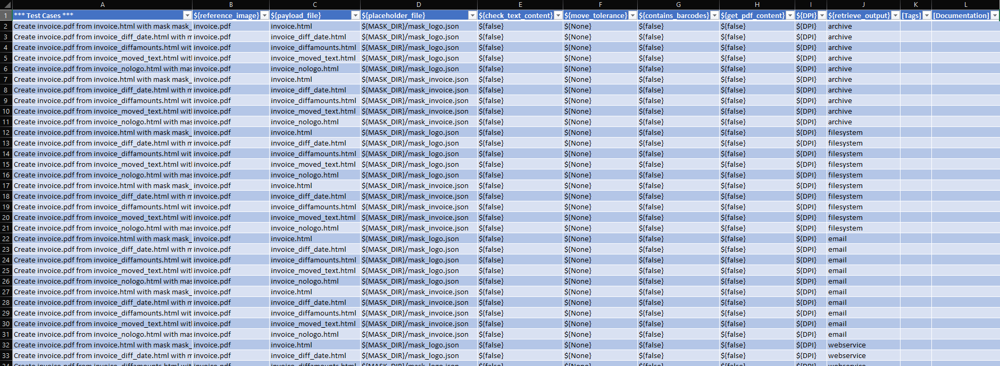 A B C D E F G H I J K L
1 *** Test Cases *** ${reference_image} ${payload_file} ${placeholder_file} ${check_text_content} ${move_tolerance} ${contains_barcodes} ${get_pdf_content} ${DPI} ${retrieve_output} [Tags] [Documentation]
2 Create invoice.pdf from invoice.html with mask mask_ invoice.pdf invoice.html ${MASK_DIR}/mask_logo.json ${false} ${None} ${false} ${false} ${DPI} archive
3 Create invoice.pdf from invoice_diff_date.html with m invoice.pdf invoice_diff_date.html ${MASK_DIR}/mask_logo.json ${false} ${None} ${false} ${false} ${DPI} archive
4 Create invoice.pdf from invoice_diffamounts.html wit invoice.pdf invoice_diffamounts.html ${MASK_DIR}/mask_logo.json ${false} ${None} ${false} ${false} ${DPI} archive
5 Create invoice.pdf from invoice_moved_text.html wit invoice.pdf invoice_moved_text.html ${MASK_DIR}/mask_logo.json ${false} ${None} ${false} ${false} ${DPI} archive
6 Create invoice.pdf from invoice_nologo.html with mas invoice.pdf invoice_nologo.html ${MASK_DIR}/mask_logo.json ${false} ${None} ${false} ${false} ${DPI} archive
7 Create invoice.pdf from invoice.html with mask mask_ invoice.pdf invoice.html ${MASK_DIR}/mask_invoice.json ${false} ${None} ${false} ${false} ${DPI} archive
8 Create invoice.pdf from invoice_diff_date.html with m invoice.pdf invoice_diff_date.html ${MASK_DIR}/mask_invoice.json ${false} ${None} ${false} ${false} ${DPI} archive
9 Create invoice.pdf from invoice_diffamounts.html wit invoice.pdf invoice_diffamounts.html ${MASK_DIR}/mask_invoice.json ${false} ${None} ${false} ${false} ${DPI} archive
10 Create invoice.pdf from invoice_moved_text.html wit invoice.pdf invoice_moved_text.html ${MASK_DIR}/mask_invoice.json ${false} ${None} ${false} ${false} ${DPI} archive
11 Create invoice.pdf from invoice_nologo.html with mas invoice.pdf invoice_nologo.html ${MASK_DIR}/mask_invoice.json ${false} ${None} ${false} ${false} ${DPI} archive
12 Create invoice.pdf from invoice.html with mask mask_ invoice.pdf invoice.html ${MASK_DIR}/mask_logo.json ${false} ${None} ${false} ${false} ${DPI} filesystem
13 Create invoice.pdf from invoice_diff_date.html with m invoice.pdf invoice_diff_date.html ${MASK_DIR}/mask_logo.json ${false} ${None} ${false} ${false} ${DPI} filesystem
14 Create invoice.pdf from invoice_diffamounts.html wit invoice.pdf invoice_diffamounts.html ${MASK_DIR}/mask_logo.json ${false} ${None} ${false} ${false} ${DPI} filesystem
15 Create invoice.pdf from invoice_moved_text.html wit invoice.pdf invoice_moved_text.html ${MASK_DIR}/mask_logo.json ${false} ${None} ${false} ${false} ${DPI} filesystem
16 Create invoice.pdf from invoice_nologo.html with mas invoice.pdf invoice_nologo.html ${MASK_DIR}/mask_logo.json ${false} ${None} ${false} ${false} ${DPI} filesystem
17 Create invoice.pdf from invoice.html with mask mask_ invoice.pdf invoice.html ${MASK_DIR}/mask_invoice.json ${false} ${None} ${false} ${false} ${DPI} filesystem
18 Create invoice.pdf from invoice_diff_date.html with m invoice.pdf invoice_diff_date.html ${MASK_DIR}/mask_invoice.json ${false} ${None} ${false} ${false} ${DPI} filesystem
19 Create invoice.pdf from invoice_diffamounts.html wit invoice.pdf invoice_diffamounts.html ${MASK_DIR}/mask_invoice.json ${false} ${None} ${false} ${false} ${DPI} filesystem
20 Create invoice.pdf from invoice_moved_text.html wit invoice.pdf invoice_moved_text.html ${MASK_DIR}/mask_invoice.json ${false} ${None} ${false} ${false} ${DPI} filesystem
21 Create invoice.pdf from invoice_nologo.html with mas invoice.pdf invoice_nologo.html ${MASK_DIR}/mask_invoice.json ${false} ${None} ${false} ${false} ${DPI} filesystem
22 Create invoice.pdf from invoice.html with mask mask_ invoice.pdf invoice.html ${MASK_DIR}/mask_logo.json ${false} ${None} ${false} ${false} ${DPI} email
23 Create invoice.pdf from invoice_diff_date.html with m invoice.pdf invoice_diff_date.html ${MASK_DIR}/mask_logo.json ${false} ${None} ${false} ${false} ${DPI} email
24 Create invoice.pdf from invoice_diffamounts.html wit invoice.pdf invoice_diffamounts.html ${MASK_DIR}/mask_logo.json ${false} ${None} ${false} ${false} ${DPI} email
25 Create invoice.pdf from invoice_moved_text.html wit invoice.pdf invoice_moved_text.html ${MASK_DIR}/mask_logo.json ${false} ${None} ${false} ${false} ${DPI} email
26 Create invoice.pdf from invoice_nologo.html with mas invoice.pdf invoice_nologo.html ${MASK_DIR}/mask_logo.json ${false} ${None} ${false} ${false} ${DPI} email
27 Create invoice.pdf from invoice.html with mask mask_ invoice.pdf invoice.html ${MASK_DIR}/mask_invoice.json ${false} ${None} ${false} ${false} ${DPI} email
28 Create invoice.pdf from invoice_diff_date.html with m invoice.pdf invoice_diff_date.html ${MASK_DIR}/mask_invoice.json ${false} ${None} ${false} ${false} ${DPI} email
29 Create invoice.pdf from invoice_diffamounts.html wit invoice.pdf invoice_diffamounts.html ${MASK_DIR}/mask_invoice.json ${false} ${None} ${false} ${false} ${DPI} email
30 Create invoice.pdf from invoice_moved_text.html wit invoice.pdf invoice_moved_text.html ${MASK_DIR}/mask_invoice.json ${false} ${None} ${false} ${false} ${DPI} email
31 Create invoice.pdf from invoice_nologo.html with mas invoice.pdf invoice_nologo.html ${MASK_DIR}/mask_invoice.json ${false} ${None} ${false} ${false} ${DPI} email
32 Create invoice.pdf from invoice.html with mask mask_ invoice.pdf invoice.html ${MASK_DIR}/mask_logo.json ${false} ${None} ${false} ${false} ${DPI} webservice
33 Create invoice.pdf from invoice_diff_date.html with m invoice.pdf invoice_diff_date.html ${MASK_DIR}/mask_logo.json ${false} ${None} ${false} ${false} ${DPI} webservice